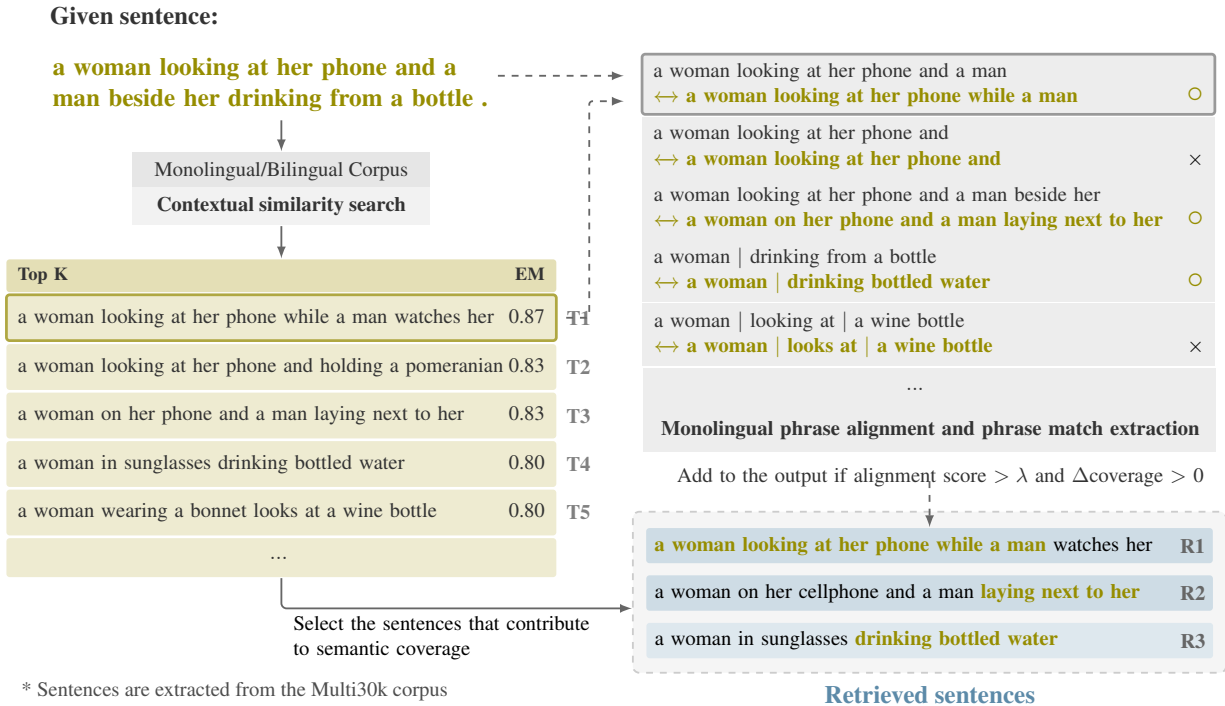 Given sentence:
a woman looking at her phone and a
man beside her drinking from a bottle .
Monolingual/Bilingual Corpus
Contextual similarity search
Top K EM
a woman looking at her phone while a man watches her 0.87 T1
a woman looking at her phone and holding a pomeranian 0.83 T2
a woman on her phone and a man laying next to her 0.83 T3
a woman in sunglasses drinking bottled water 0.80 T4
a woman wearing a bonnet looks at a wine bottle 0.80 T5
...
Select the sentences that contribute
to semantic coverage
* Sentences are extracted from the Multi30k corpus
a woman looking at her phone and a man
↔ a woman looking at her phone while a man ○
a woman looking at her phone and
↔ a woman looking at her phone and ×
a woman looking at her phone and a man beside her
↔ a woman on her phone and a man laying next to her ○
a woman | drinking from a bottle
↔ a woman | drinking bottled water ○
a woman | looking at | a wine bottle
↔ a woman | looks at | a wine bottle ×
...
Monolingual phrase alignment and phrase match extraction
Add to the output if alignment score > λ and Δcoverage > 0
a woman looking at her phone while a man watches her R1
a woman on her cellphone and a man laying next to her R2
a woman in sunglasses drinking bottled water R3
Retrieved sentences